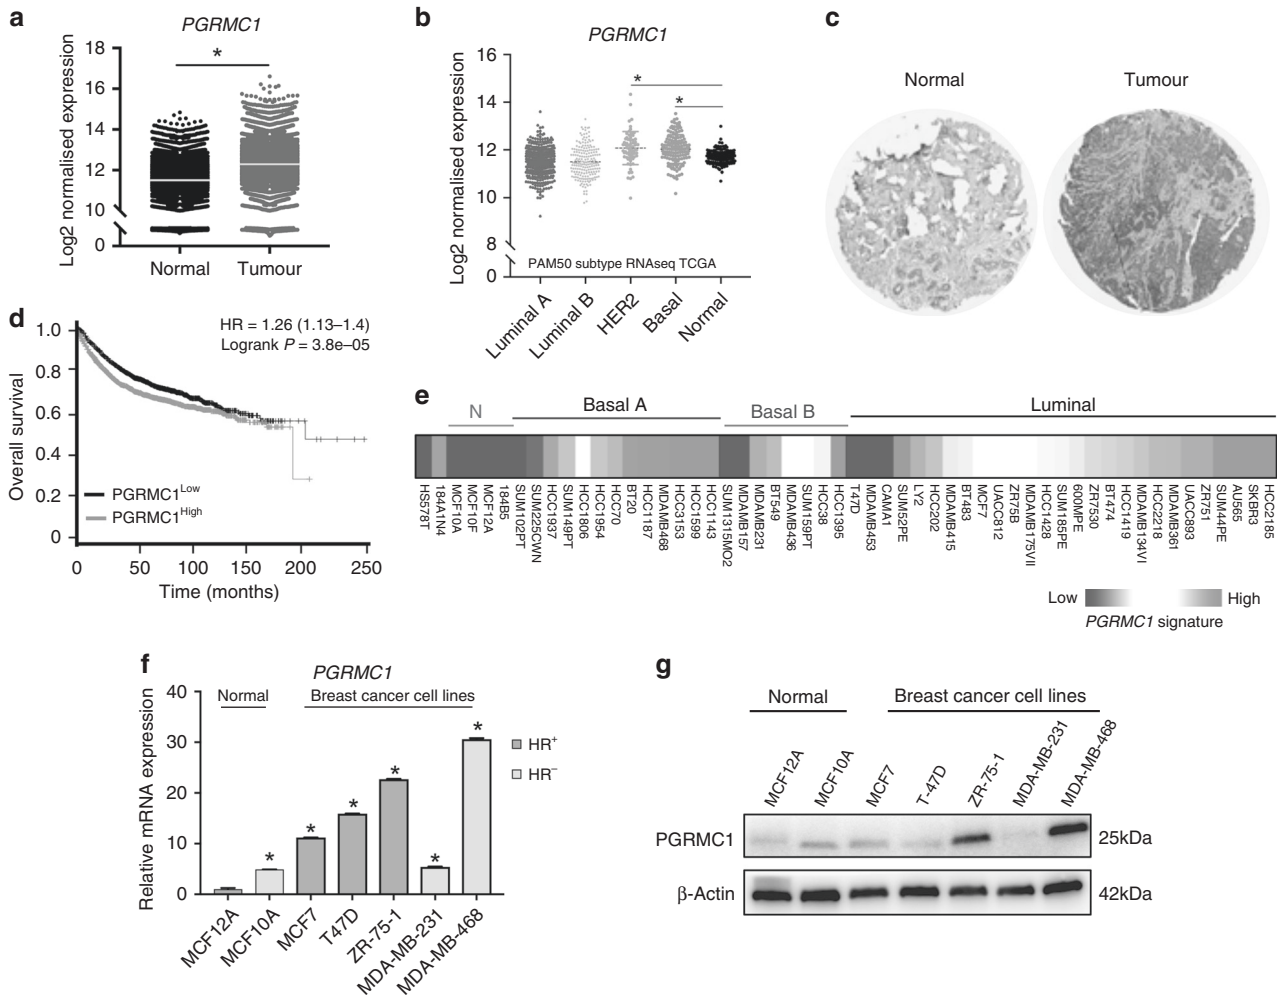 a
PGRMC1
Log2 normalised expression
18
16
14
12
10
0
*
Normal
Tumour
b
PGRMC1
Log2 normalised expression
16
14
12
10
8
0
*
*
PAM50 subtype RNAseq TCGA
Luminal A
Luminal B
HER2
Basal
Normal
c
Normal
Tumour
d
HR = 1.26 (1.13–1.4)
Logrank P = 3.8e–05
Overall survival
1.0
0.8
0.6
0.4
0.2
0
PGRMC1Low
PGRMC1High
0 50 100 150 200 250
Time (months)
e
N
Basal A
Basal B
Luminal
HS578T
184A1N4
MCF10A
MCF10F
MCF12A
184B5
SUM102PT
SUM225CWN
HCC1937
SUM149PT
HCC1806
HCC1954
HCC70
BT20
HCC1187
MDAMB468
HCC3153
HCC1599
HCC1143
SUM1315MO2
MDAMB157
MDAMB231
BT549
MDAMB436
SUM159PT
HCC38
HCC1395
T47D
MDAMB453
CAMA1
SUM52PE
LY2
HCC202
MDAMB415
BT483
MCF7
UACC812
ZR75B
MDAMB175VII
HCC1428
SUM185PE
600MPE
ZR7530
BT474
HCC1419
MDAMB134VI
HCC2218
MDAMB361
UACC893
ZR751
SUM44PE
AU565
SKBR3
HCC2185
Low
High
PGRMC1 signature
f
PGRMC1
Normal
Breast cancer cell lines
Relative mRNA expression
40
30
20
10
0
*
*
*
*
*
*
HR+
HR−
MCF12A
MCF10A
MCF7
T47D
ZR-75-1
MDA-MB-231
MDA-MB-468
g
Normal
Breast cancer cell lines
MCF12A
MCF10A
MCF7
T-47D
ZR-75-1
MDA-MB-231
MDA-MB-468
PGRMC1
25kDa
β-Actin
42kDa